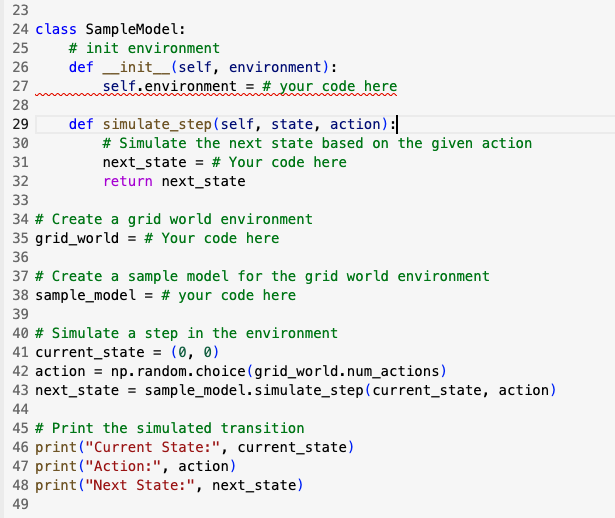 23
24 class SampleModel:
25     # init environment
26     def __init__(self, environment):
27         self.environment = # your code here
28
29     def simulate_step(self, state, action):
30         # Simulate the next state based on the given action
31         next_state = # Your code here
32         return next_state
33
34 # Create a grid world environment
35 grid_world = # Your code here
36
37 # Create a sample model for the grid world environment
38 sample_model = # your code here
39
40 # Simulate a step in the environment
41 current_state = (0, 0)
42 action = np.random.choice(grid_world.num_actions)
43 next_state = sample_model.simulate_step(current_state, action)
44
45 # Print the simulated transition
46 print("Current State:", current_state)
47 print("Action:", action)
48 print("Next State:", next_state)
49